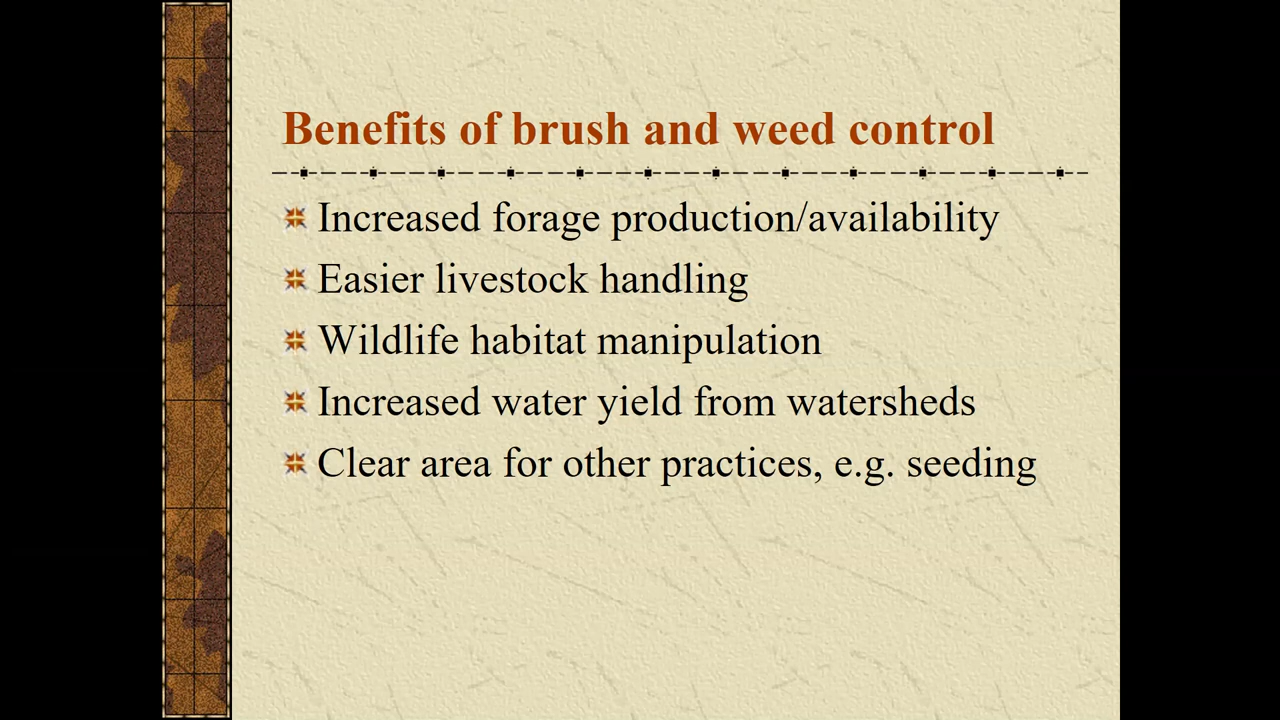 Benefits of brush and weed control
Increased forage production/availability
Easier livestock handling
Wildlife habitat manipulation
Increased water yield from watersheds
Clear area for other practices, e.g. seeding